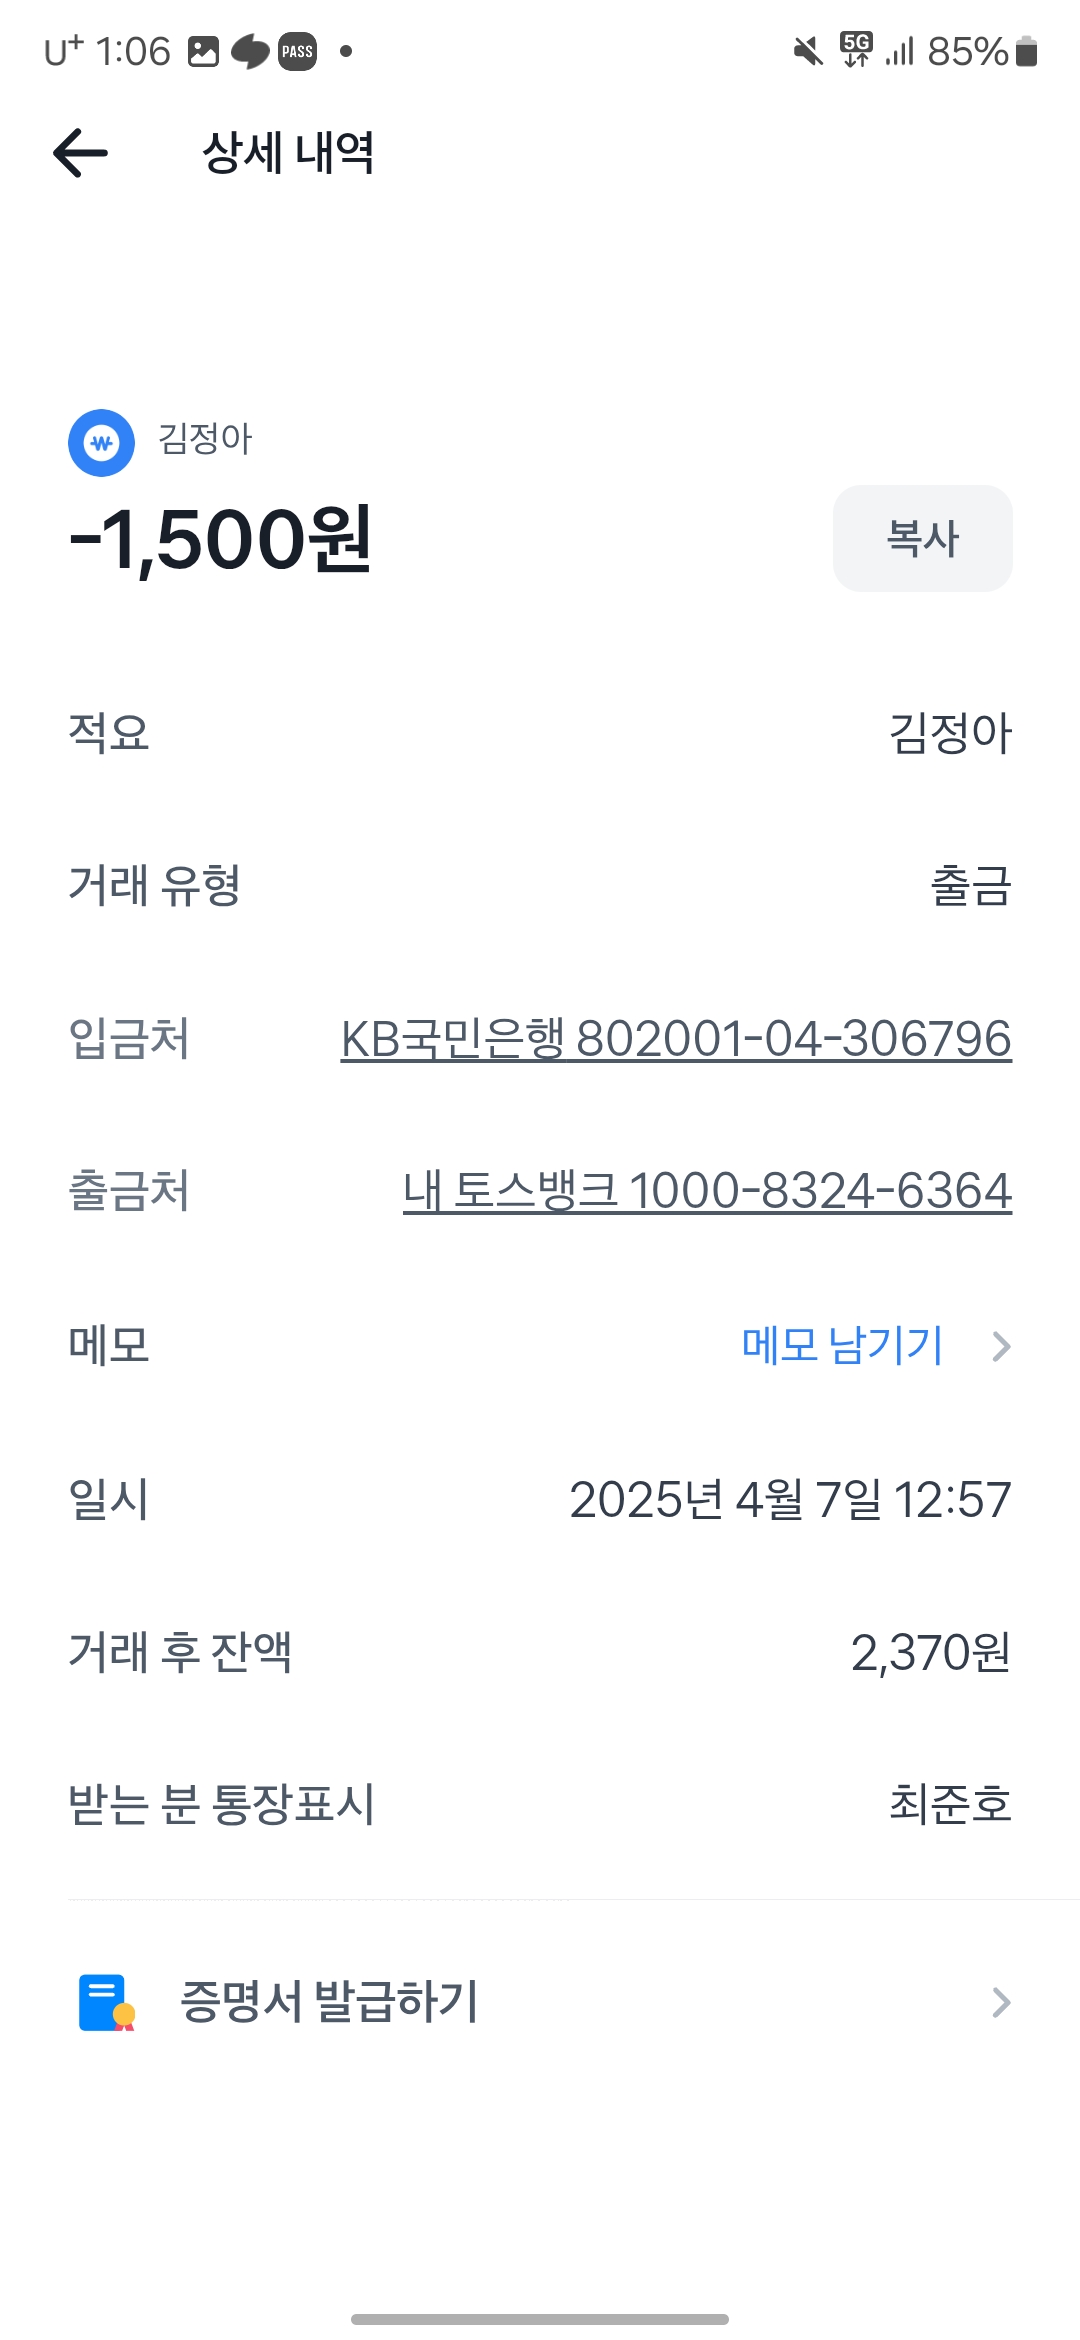 U⁺ 1:06 PASS 5G 85%
상세 내역
김정아
-1,500원
복사
적요 김정아
거래 유형 출금
입금처 KB국민은행 802001-04-306796
출금처 내 토스뱅크 1000-8324-6364
메모 메모 남기기
일시 2025년 4월 7일 12:57
거래 후 잔액 2,370원
받는 분 통장표시 최준호
증명서 발급하기